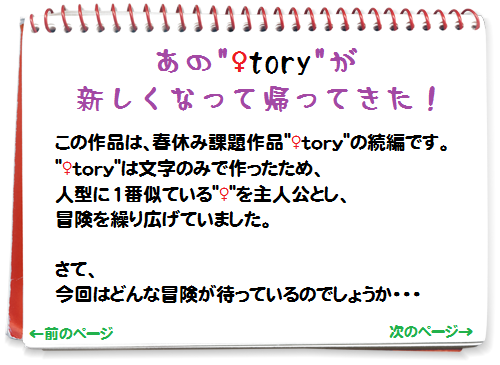 あの"♀tory"が
新しくなって帰ってきた！
この作品は、春休み課題作品"♀tory"の続編です。
"♀tory"は文字のみで作ったため、
人型に１番似ている"♀"を主人公とし、
冒険を繰り広げていました。
さて、
今回はどんな冒険が待っているのでしょうか・・・
←前のページ
次のページ→